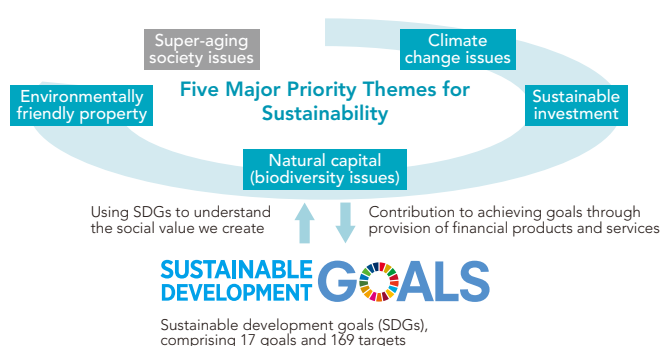 Super-aging
society issues
Climate
change issues
Five Major Priority Themes for
Sustainability
Environmentally
friendly property
Sustainable
investment
Natural capital
(biodiversity issues)
Using SDGs to understand
the social value we create
Contribution to achieving goals through
provision of financial products and services
SUSTAINABLE
DEVELOPMENT
GOALS
Sustainable development goals (SDGs),
comprising 17 goals and 169 targets